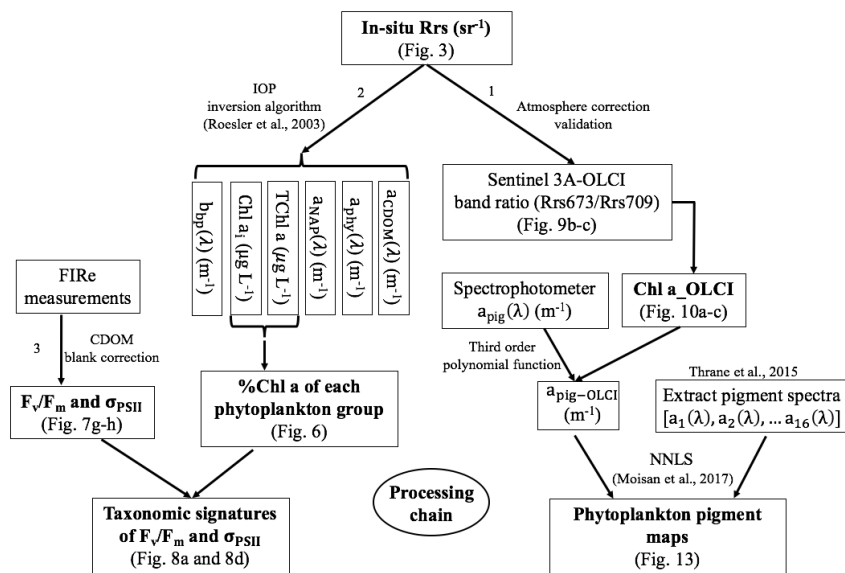 In-situ Rrs (sr⁻¹)
(Fig. 3)
IOP
inversion algorithm
(Roesler et al., 2003)
2
1
Atmosphere correction
validation
b_bp(λ) (m⁻¹)
Chl a_i (µg L⁻¹)
TChl a (µg L⁻¹)
a_NAP(λ) (m⁻¹)
a_phy(λ) (m⁻¹)
a_CDOM(λ) (m⁻¹)
Sentinel 3A-OLCI
band ratio (Rrs673/Rrs709)
(Fig. 9b-c)
FIRe
measurements
Spectrophotometer
a_pig(λ) (m⁻¹)
Chl a_OLCI
(Fig. 10a-c)
3
CDOM
blank correction
Third order
polynomial function
Thrane et al., 2015
F_v/F_m and σ_PSII
(Fig. 7g-h)
%Chl a of each
phytoplankton group
(Fig. 6)
a_pig−OLCI
(m⁻¹)
Extract pigment spectra
[a₁(λ), a₂(λ), ... a₁₆(λ)]
NNLS
(Moisan et al., 2017)
Taxonomic signatures
of F_v/F_m and σ_PSII
(Fig. 8a and 8d)
Processing
chain
Phytoplankton pigment
maps
(Fig. 13)